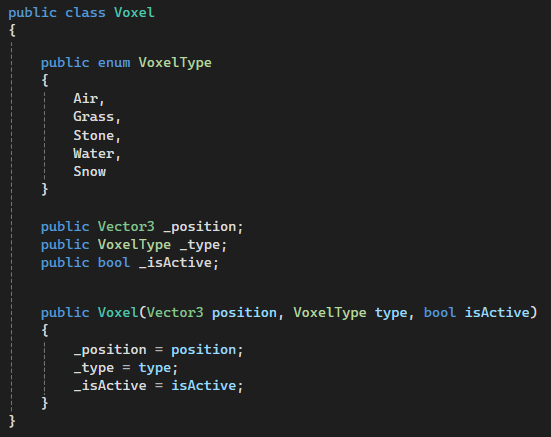 public class Voxel
{
public enum VoxelType
{
Air,
Grass,
Stone,
Water,
Snow
}
public Vector3 _position;
public VoxelType _type;
public bool _isActive;
public Voxel(Vector3 position, VoxelType type, bool isActive)
{
_position = position;
_type = type;
_isActive = isActive;
}
}